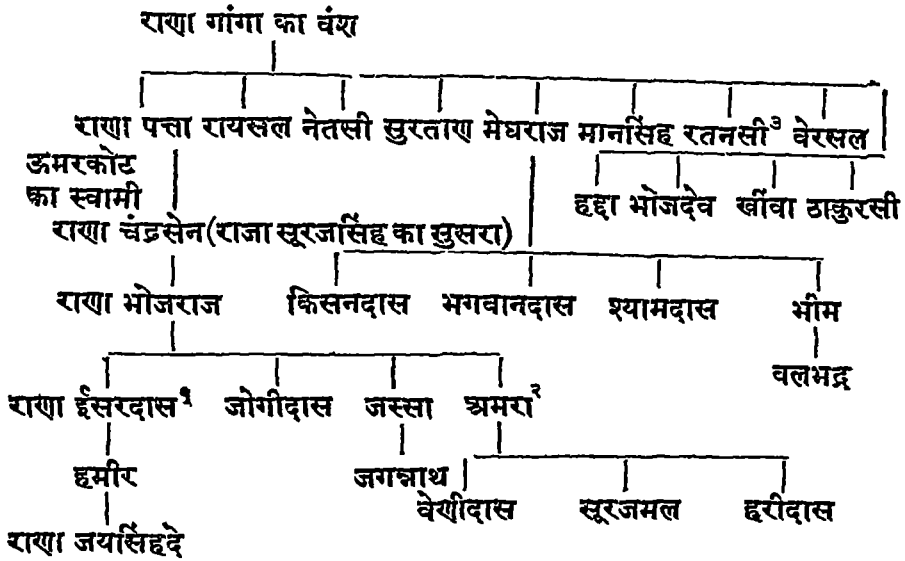 राणा गांगा का वंश
राणा पत्ता रायसल नेतसी सुरताण मेघराज मानसिंह रतनसी³ वेरसल
ऊमरकोट
का स्वामी
हद्दा भोजदेव खींवा ठाकुरसी
राणा चंद्रसेन(राजा सूरजसिंह का सुसरा)
राणा भोजराज किसनदास भगवानदास श्यामदास भीम
वलभद्र
राणा ईसरदास¹ जोगीदास जस्सा अमरा²
हमीर जगन्नाथ
वेणीदास सूरजमल हरीदास
राणा जयसिंहदे